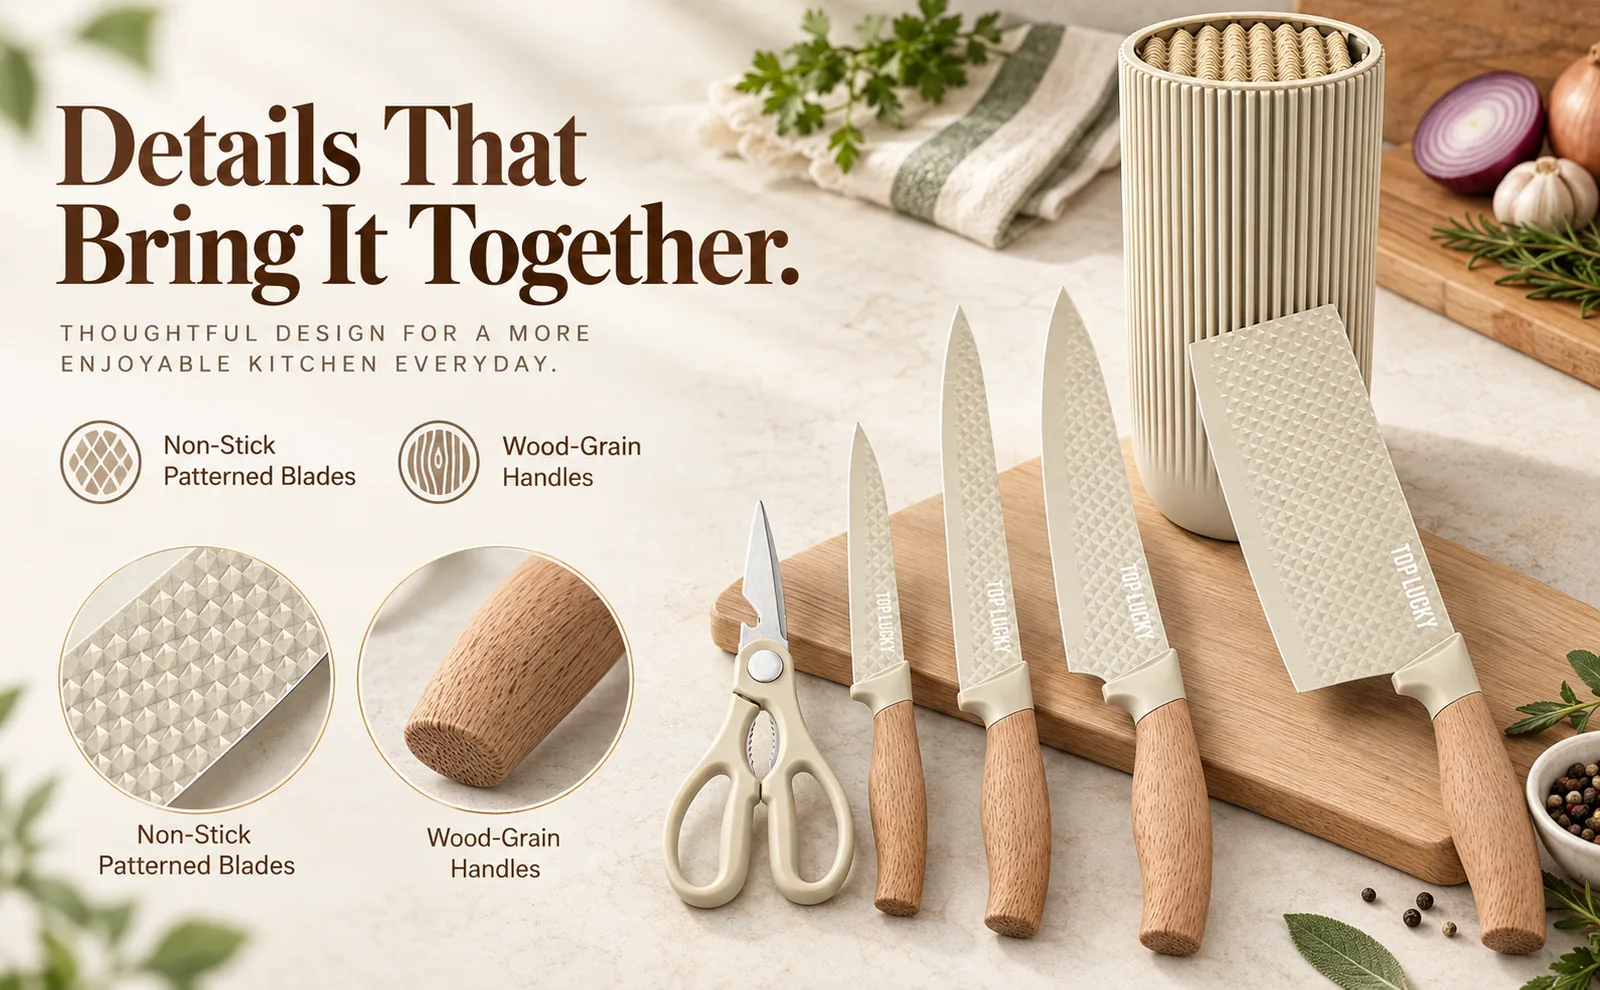 Details That
Bring It Together.
THOUGHTFUL DESIGN FOR A MORE
ENJOYABLE KITCHEN EVERYDAY.
Non-Stick
Patterned Blades
Wood-Grain
Handles
Non-Stick
Patterned Blades
Wood-Grain
Handles
TOP LUCKY
TOP LUCKY
TOP LUCKY
TOP LUCKY